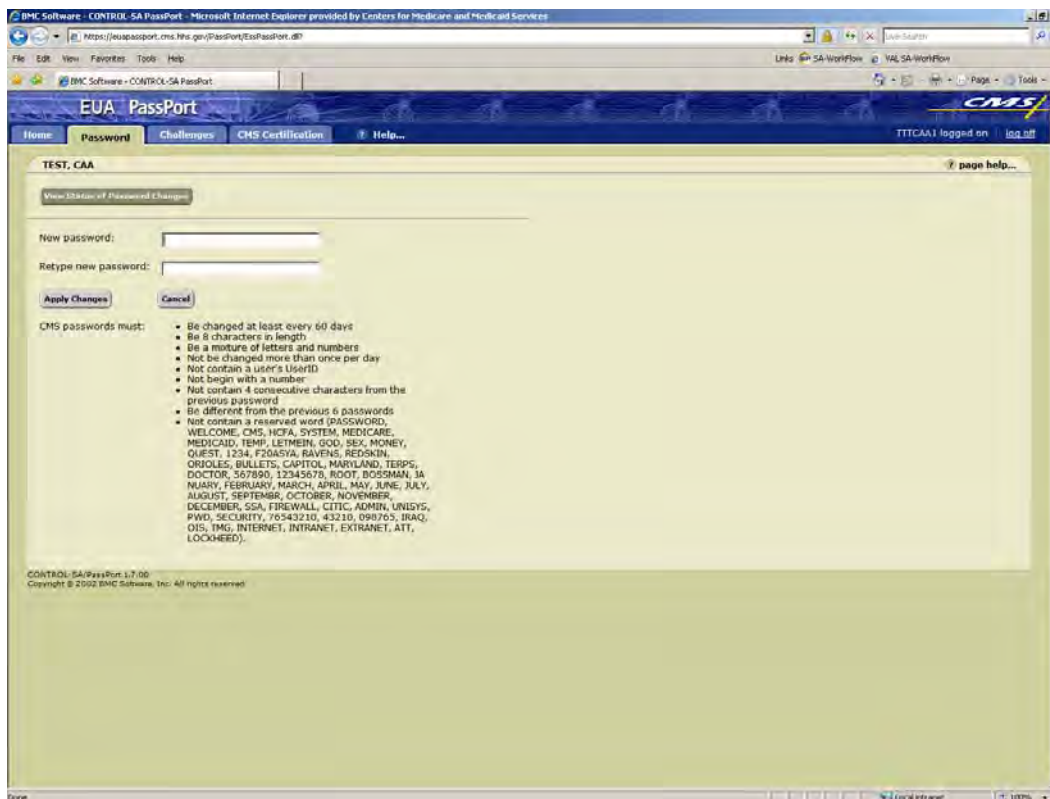 BMC Software - CONTROL-SA PassPort - Microsoft Internet Explorer provided by Centers for Medicare and Medicaid Services
https://euapassport.cms.hhs.gov/PassPort/EssPassPort.dll?
Live Search
File Edit View Favorites Tools Help
Links SA-WorkFlow VAL SA-WorkFlow
BMC Software - CONTROL-SA PassPort
Page Tools
EUA PassPort
CMS
Home Password Challenges CMS Certification ? Help...
TTTCAA1 logged on log off
TEST, CAA
? page help...
View Status of Password Changes
New password:
Retype new password:
Apply Changes Cancel
CMS passwords must:
• Be changed at least every 60 days
• Be 8 characters in length
• Be a mixture of letters and numbers
• Not be changed more than once per day
• Not contain a user's UserID
• Not begin with a number
• Not contain 4 consecutive characters from the
previous password
• Be different from the previous 6 passwords
• Not contain a reserved word (PASSWORD,
WELCOME, CMS, HCFA, SYSTEM, MEDICARE,
MEDICAID, TEMP, LETMEIN, GOD, SEX, MONEY,
QUEST, 1234, F20ASYA, RAVENS, REDSKIN,
ORIOLES, BULLETS, CAPITOL, MARYLAND, TERPS,
DOCTOR, 567890, 12345678, ROOT, BOSSMAN, JA
NUARY, FEBRUARY, MARCH, APRIL, MAY, JUNE, JULY,
AUGUST, SEPTEMBR, OCTOBER, NOVEMBER,
DECEMBER, SSA, FIREWALL, CITIC, ADMIN, UNISYS,
PWD, SECURITY, 76543210, 43210, 098765, IRAQ,
OIS, TMG, INTERNET, INTRANET, EXTRANET, ATT,
LOCKHEED).
CONTROL-SA/PassPort 1.7.00
Copyright © 2002 BMC Software, Inc. All rights reserved
Done
Local intranet
100%